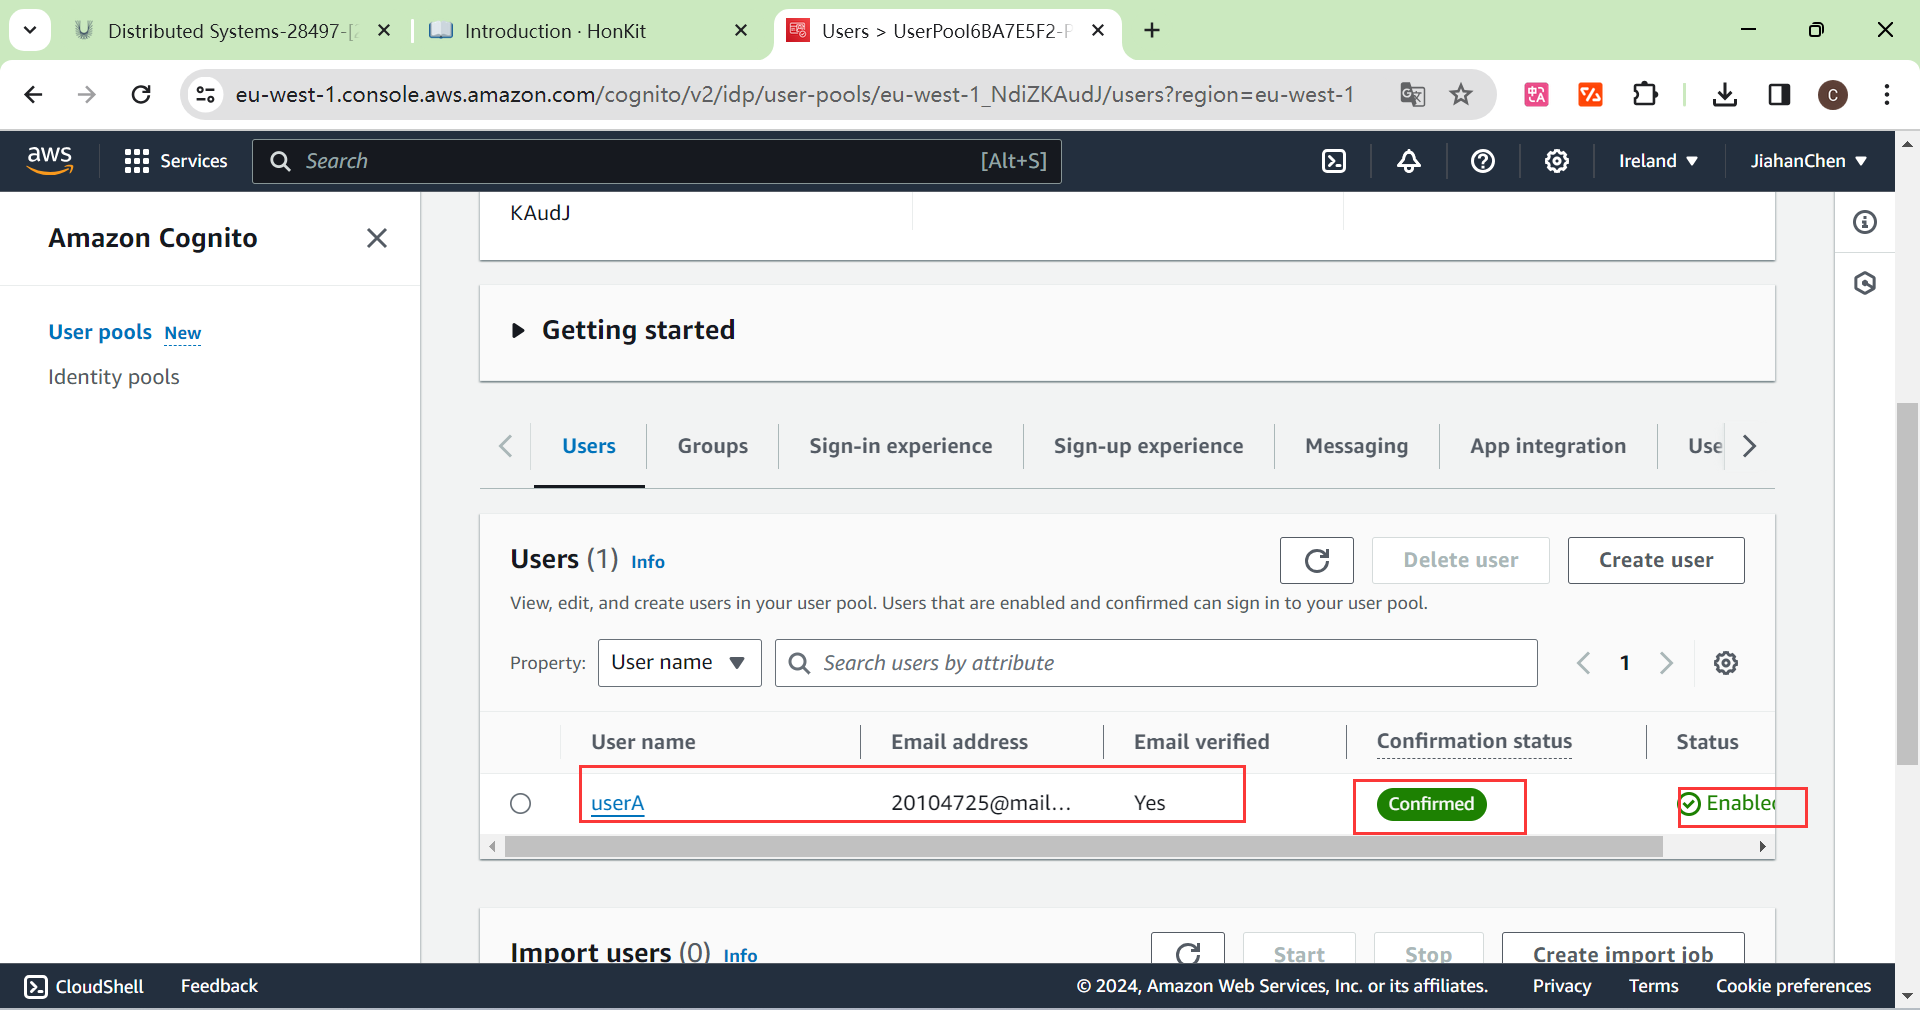 Distributed Systems-28497-[
Introduction · HonKit
Users > UserPool6BA7E5F2-
eu-west-1.console.aws.amazon.com/cognito/v2/idp/user-pools/eu-west-1_NdiZKAudJ/users?region=eu-west-1
C
aws
Services
Search
[Alt+S]
Ireland
JiahanChen
Amazon Cognito
User pools New
Identity pools
KAudJ
Getting started
Users
Groups
Sign-in experience
Sign-up experience
Messaging
App integration
Use
Users (1) Info
Delete user
Create user
View, edit, and create users in your user pool. Users that are enabled and confirmed can sign in to your user pool.
Property:
User name
Search users by attribute
1
User name
Email address
Email verified
Confirmation status
Status
userA
20104725@mail...
Yes
Confirmed
Enabled
Import users (0) Info
Start
Stop
Create import job
CloudShell
Feedback
© 2024, Amazon Web Services, Inc. or its affiliates.
Privacy
Terms
Cookie preferences